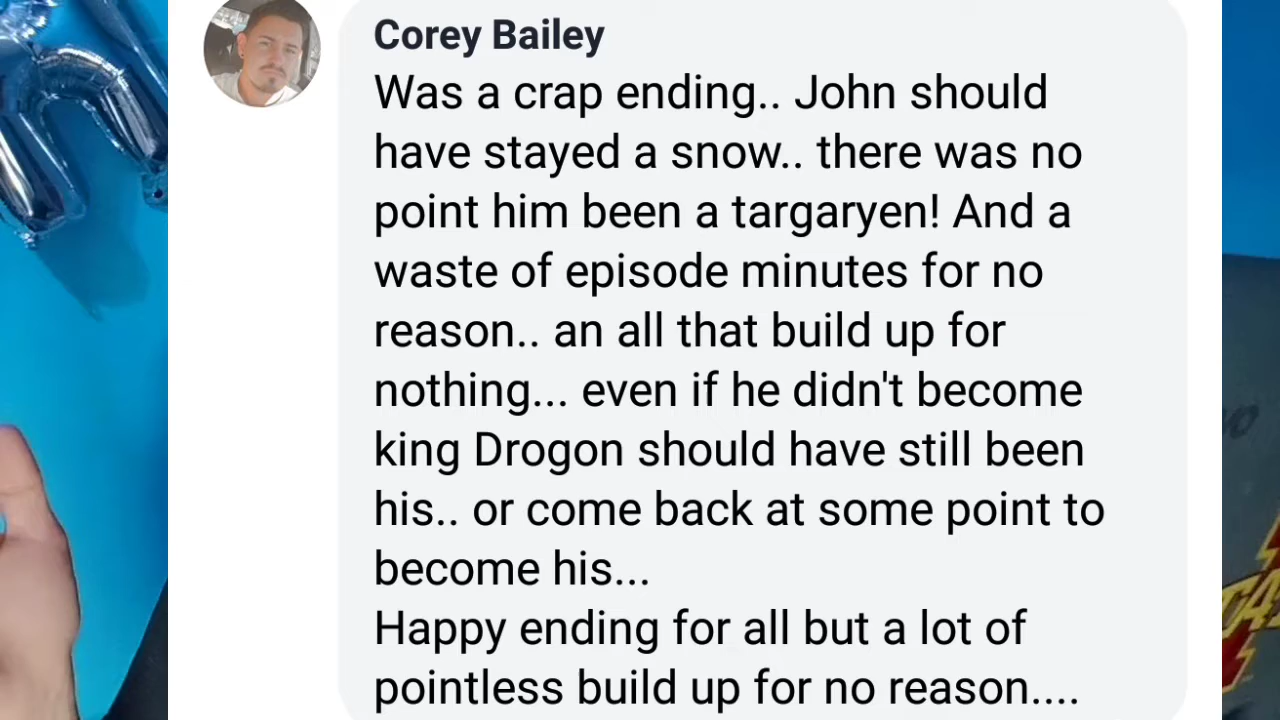 Corey Bailey
Was a crap ending.. John should
have stayed a snow.. there was no
point him been a targaryen! And a
waste of episode minutes for no
reason.. an all that build up for
nothing... even if he didn't become
king Drogon should have still been
his.. or come back at some point to
become his...
Happy ending for all but a lot of
pointless build up for no reason....